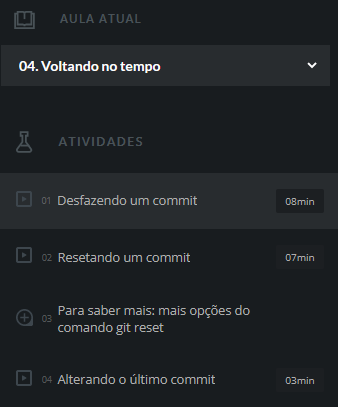 AULA ATUAL
04. Voltando no tempo
ATIVIDADES
01 Desfazendo um commit 08min
02 Resetando um commit 07min
03 Para saber mais: mais opções do
comando git reset
04 Alterando o último commit 03min